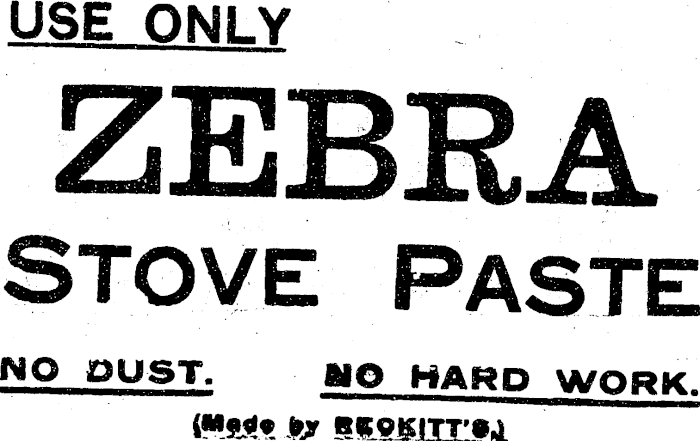 USE ONLY
ZEBRA
STOVE PASTE
NO DUST. NO HARD WORK.
(Made by RECKITT'S.)